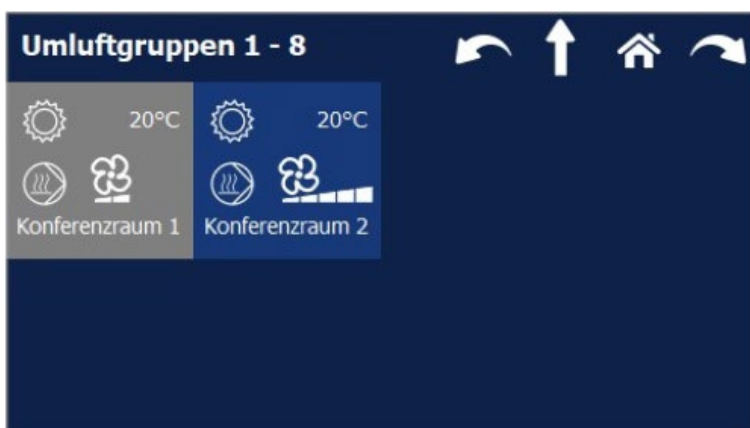 Umluftgruppen 1 - 8
20°C
20°C
Konferenzraum 1
Konferenzraum 2